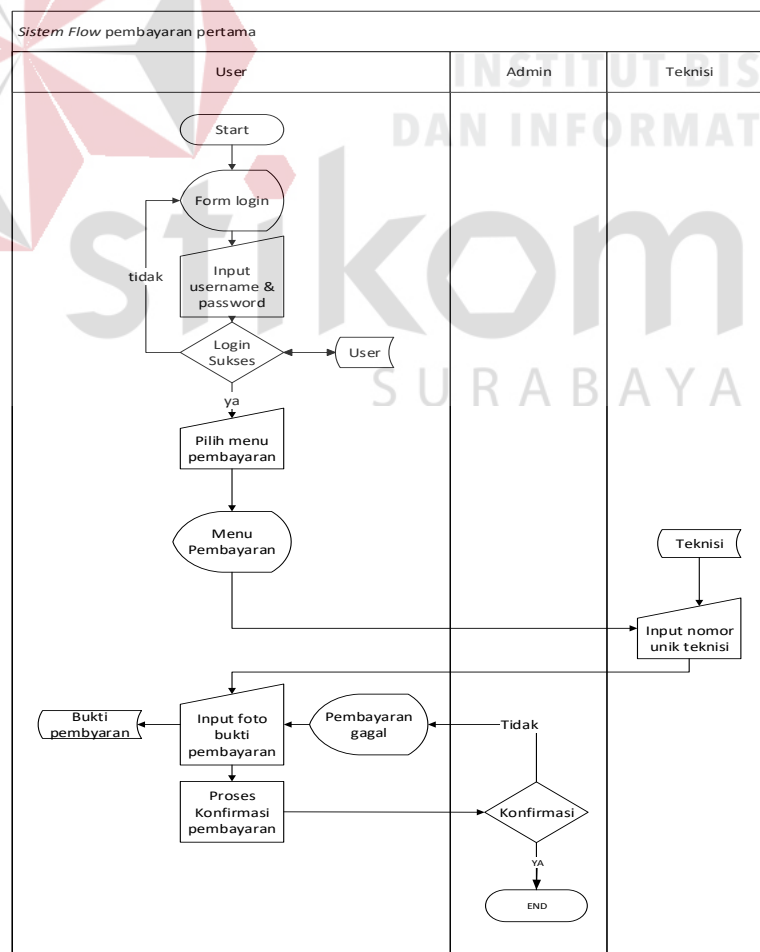 Sistem Flow pembayaran pertama
User
Admin
Teknisi
INSTITUT BIS
DAN INFORMAT
stikom
SURABAYA
Start
Form login
tidak
Input
username &
password
Login
Sukses
User
ya
Pilih menu
pembayaran
Menu
Pembayaran
Teknisi
Input nomor
unik teknisi
Bukti
pembyaran
Input foto
bukti
pembayaran
Pembayaran
gagal
Tidak
Proses
Konfirmasi
pembayaran
Konfirmasi
YA
END